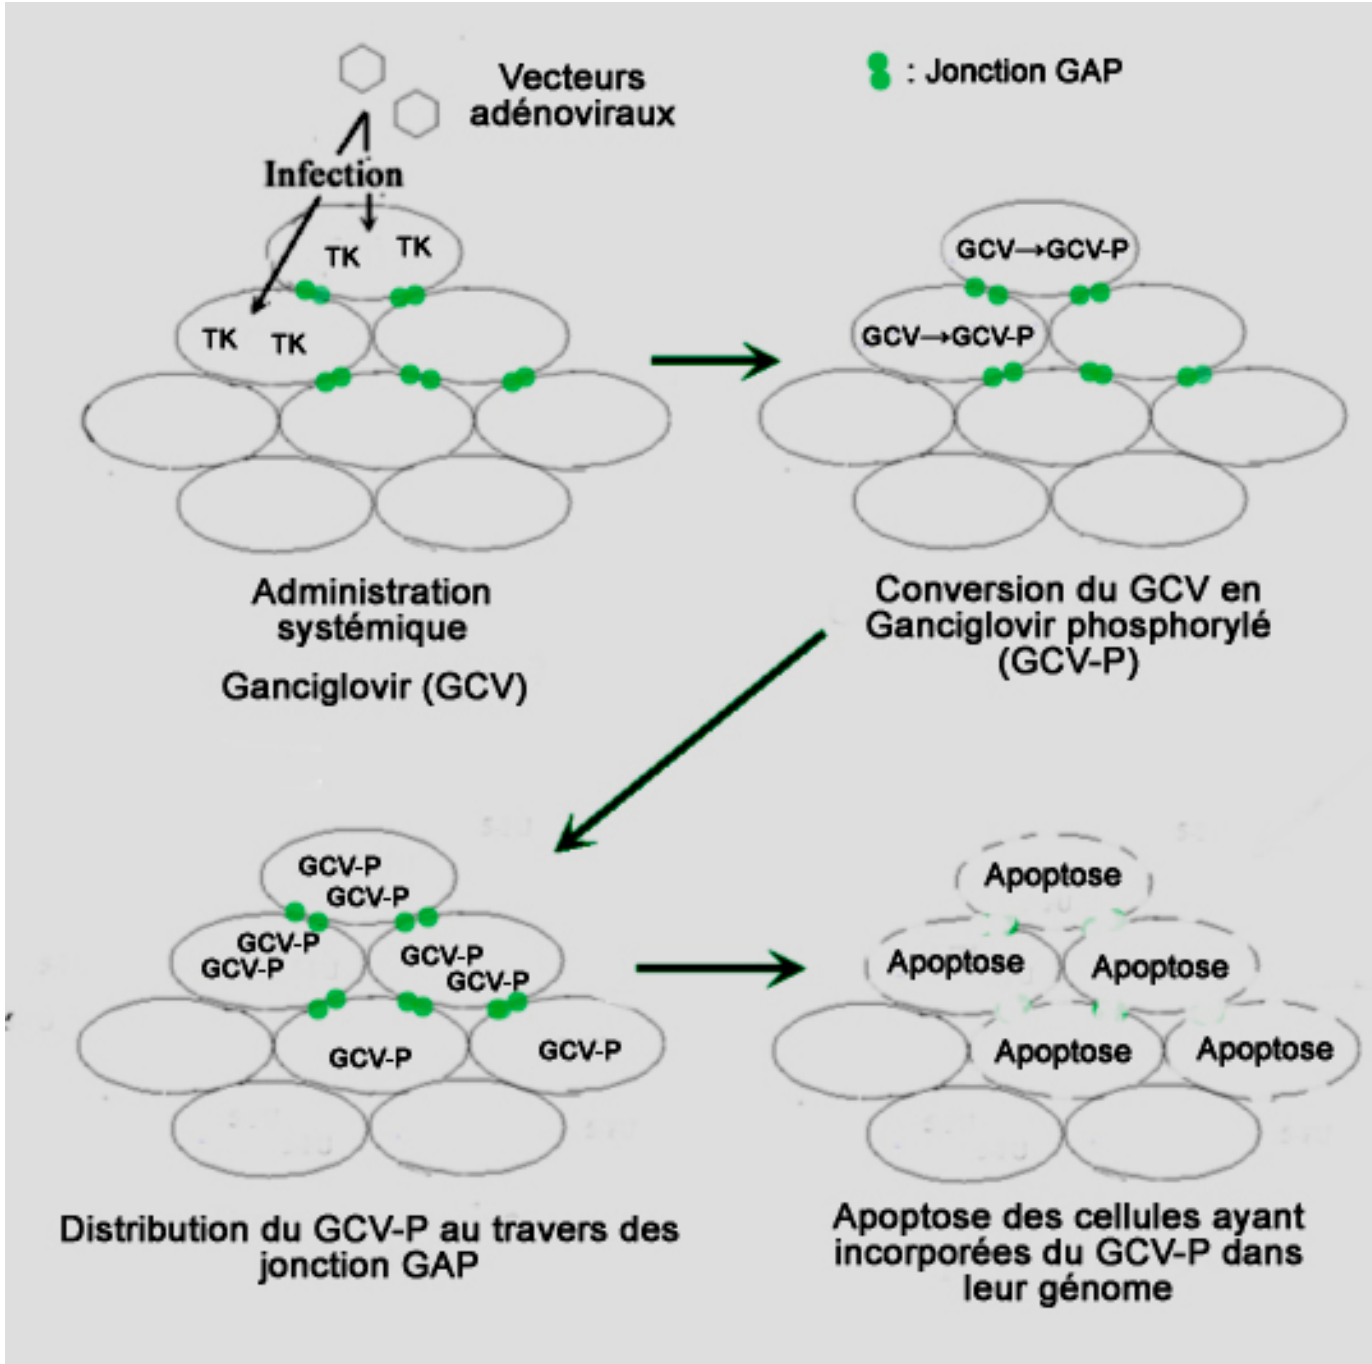 Vecteurs
adénoviraux
: Jonction GAP
Infection
TK
TK
TK
TK
GCV→GCV-P
GCV→GCV-P
Administration
systémique
Ganciglovir (GCV)
Conversion du GCV en
Ganciglovir phosphorylé
(GCV-P)
GCV-P
GCV-P
GCV-P
GCV-P
GCV-P
GCV-P
GCV-P
GCV-P
Apoptose
Apoptose
Apoptose
Apoptose
Apoptose
Distribution du GCV-P au travers des
jonction GAP
Apoptose des cellules ayant
incorporées du GCV-P dans
leur génome